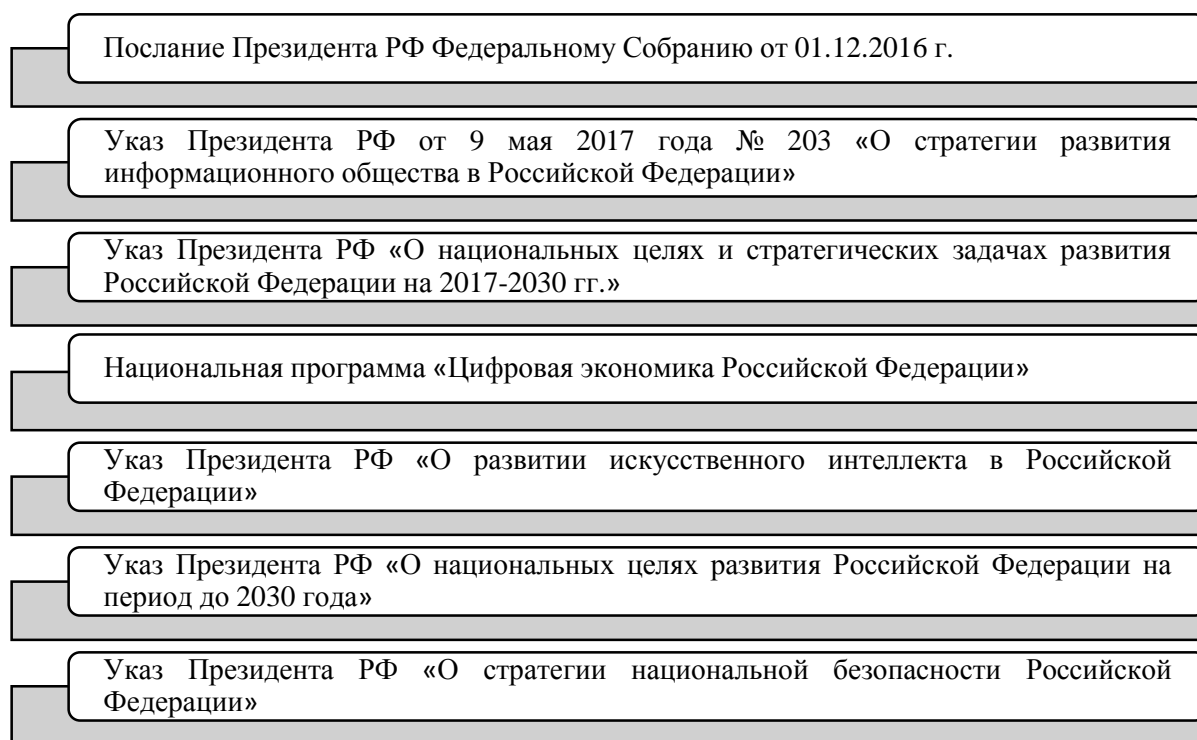 Послание Президента РФ Федеральному Собранию от 01.12.2016 г.
Указ Президента РФ от 9 мая 2017 года № 203 «О стратегии развития
информационного общества в Российской Федерации»
Указ Президента РФ «О национальных целях и стратегических задачах развития
Российской Федерации на 2017-2030 гг.»
Национальная программа «Цифровая экономика Российской Федерации»
Указ Президента РФ «О развитии искусственного интеллекта в Российской
Федерации»
Указ Президента РФ «О национальных целях развития Российской Федерации на
период до 2030 года»
Указ Президента РФ «О стратегии национальной безопасности Российской
Федерации»